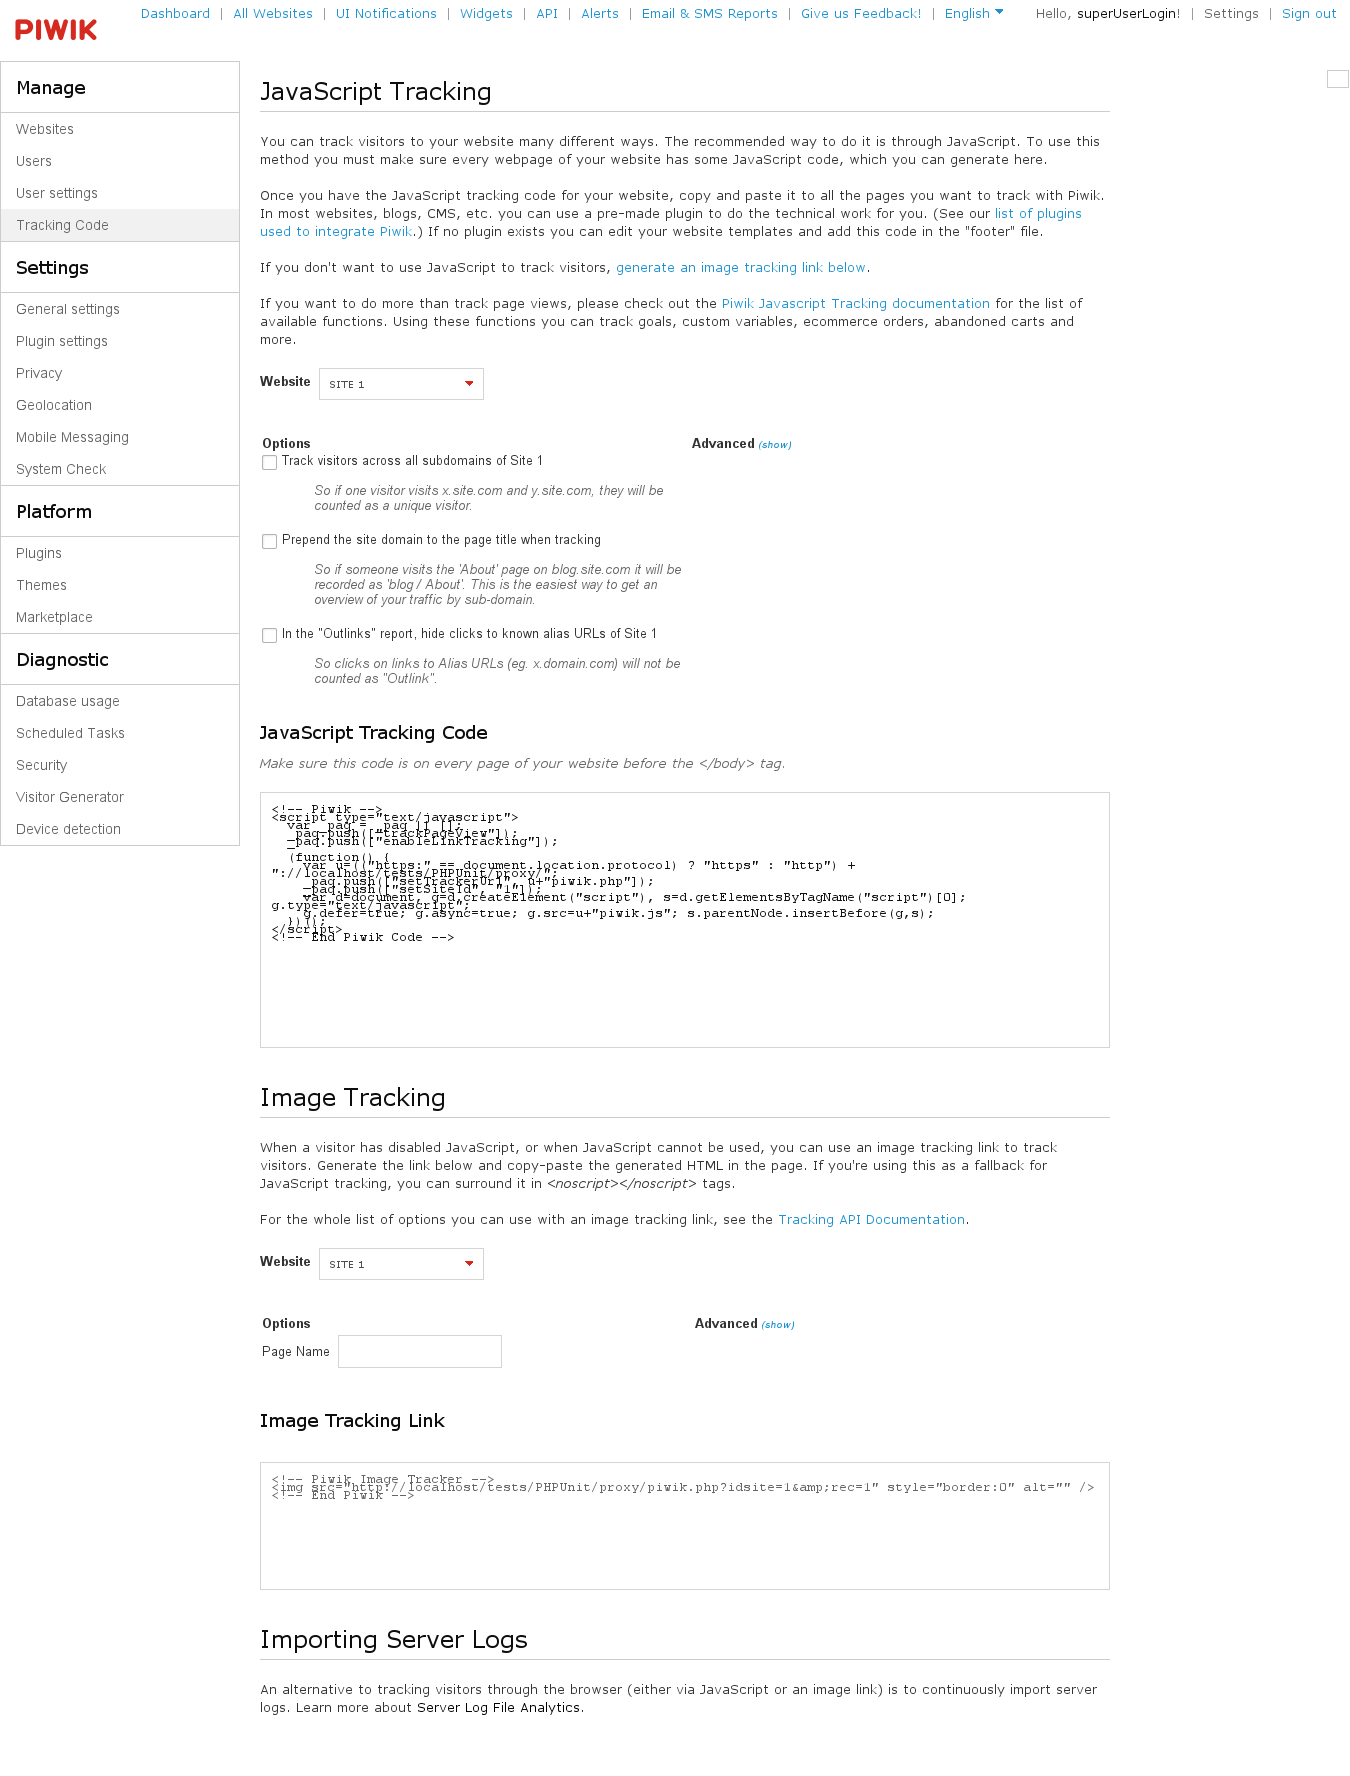 PIWIK
Dashboard | All Websites | UI Notifications | Widgets | API | Alerts | Email & SMS Reports | Give us Feedback! | English Hello, superUserLogin! | Settings | Sign out
Manage
Websites
Users
User settings
Tracking Code
Settings
General settings
Plugin settings
Privacy
Geolocation
Mobile Messaging
System Check
Platform
Plugins
Themes
Marketplace
Diagnostic
Database usage
Scheduled Tasks
Security
Visitor Generator
Device detection
JavaScript Tracking
You can track visitors to your website many different ways. The recommended way to do it is through JavaScript. To use this
method you must make sure every webpage of your website has some JavaScript code, which you can generate here.
Once you have the JavaScript tracking code for your website, copy and paste it to all the pages you want to track with Piwik.
In most websites, blogs, CMS, etc. you can use a pre-made plugin to do the technical work for you. (See our list of plugins
used to integrate Piwik.) If no plugin exists you can edit your website templates and add this code in the "footer" file.
If you don't want to use JavaScript to track visitors, generate an image tracking link below.
If you want to do more than track page views, please check out the Piwik Javascript Tracking documentation for the list of
available functions. Using these functions you can track goals, custom variables, ecommerce orders, abandoned carts and
more.
Website SITE 1
Options Advanced (show)
Track visitors across all subdomains of Site 1
So if one visitor visits x.site.com and y.site.com, they will be
counted as a unique visitor.
Prepend the site domain to the page title when tracking
So if someone visits the 'About' page on blog.site.com it will be
recorded as 'blog / About'. This is the easiest way to get an
overview of your traffic by sub-domain.
In the "Outlinks" report, hide clicks to known alias URLs of Site 1
So clicks on links to Alias URLs (eg. x.domain.com) will not be
counted as "Outlink".
JavaScript Tracking Code
Make sure this code is on every page of your website before the </body> tag.
<!-- Piwik -->
<script type="text/javascript">
var _paq = _paq || [];
_paq.push(["trackPageView"]);
_paq.push(["enableLinkTracking"]);
(function() {
var u=(("https:" == document.location.protocol) ? "https" : "http") +
"://localhost/tests/PHPUnit/proxy/";
_paq.push(["setTrackerUrl", u+"piwik.php"]);
_paq.push(["setSiteId", "1"]);
var d=document, g=d.createElement("script"), s=d.getElementsByTagName("script")[0];
g.type="text/javascript";
g.defer=true; g.async=true; g.src=u+"piwik.js"; s.parentNode.insertBefore(g,s);
})();
</script>
<!-- End Piwik Code -->
Image Tracking
When a visitor has disabled JavaScript, or when JavaScript cannot be used, you can use an image tracking link to track
visitors. Generate the link below and copy-paste the generated HTML in the page. If you're using this as a fallback for
JavaScript tracking, you can surround it in <noscript></noscript> tags.
For the whole list of options you can use with an image tracking link, see the Tracking API Documentation.
Website SITE 1
Options Advanced (show)
Page Name
Image Tracking Link
<!-- Piwik Image Tracker -->
<img src="http://localhost/tests/PHPUnit/proxy/piwik.php?idsite=1&amp;rec=1" style="border:0" alt="" />
<!-- End Piwik -->
Importing Server Logs
An alternative to tracking visitors through the browser (either via JavaScript or an image link) is to continuously import server
logs. Learn more about Server Log File Analytics.